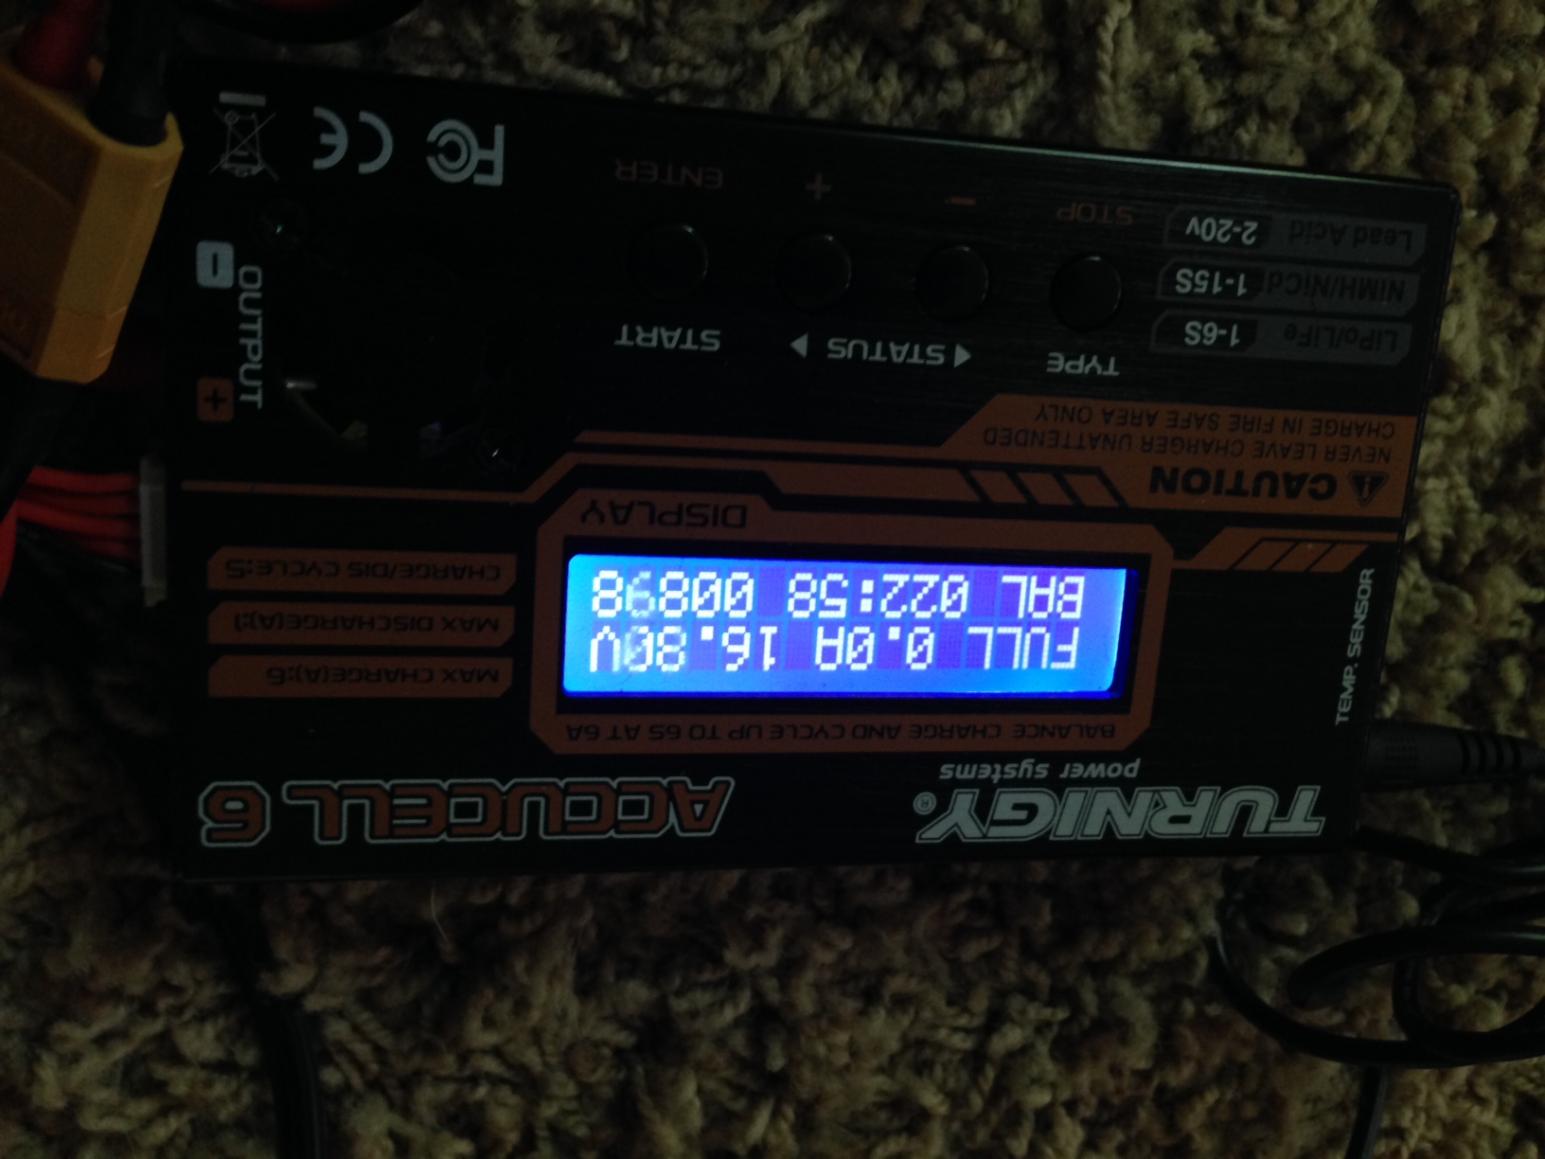 TURNIGY®
power systems
ACCUCELL 6
BALANCE CHARGE AND CYCLE UP TO 6S AT 6A
FULL 0.0A 16.80V
BAL 022:58 00898
DISPLAY
MAX CHARGE(A):6
MAX DISCHARGE(A):1
CHARGE/DIS CYCLE:5
TEMP. SENSOR
CAUTION
NEVER LEAVE CHARGER UNATTENDED
CHARGE IN FIRE SAFE AREA ONLY
LiPo/LiFe 1-6S
NiMH/NiCd 1-15S
Lead Acid 2-20v
TYPE
STATUS
START
STOP
-
+
ENTER
OUTPUT
+
-
FC
CE